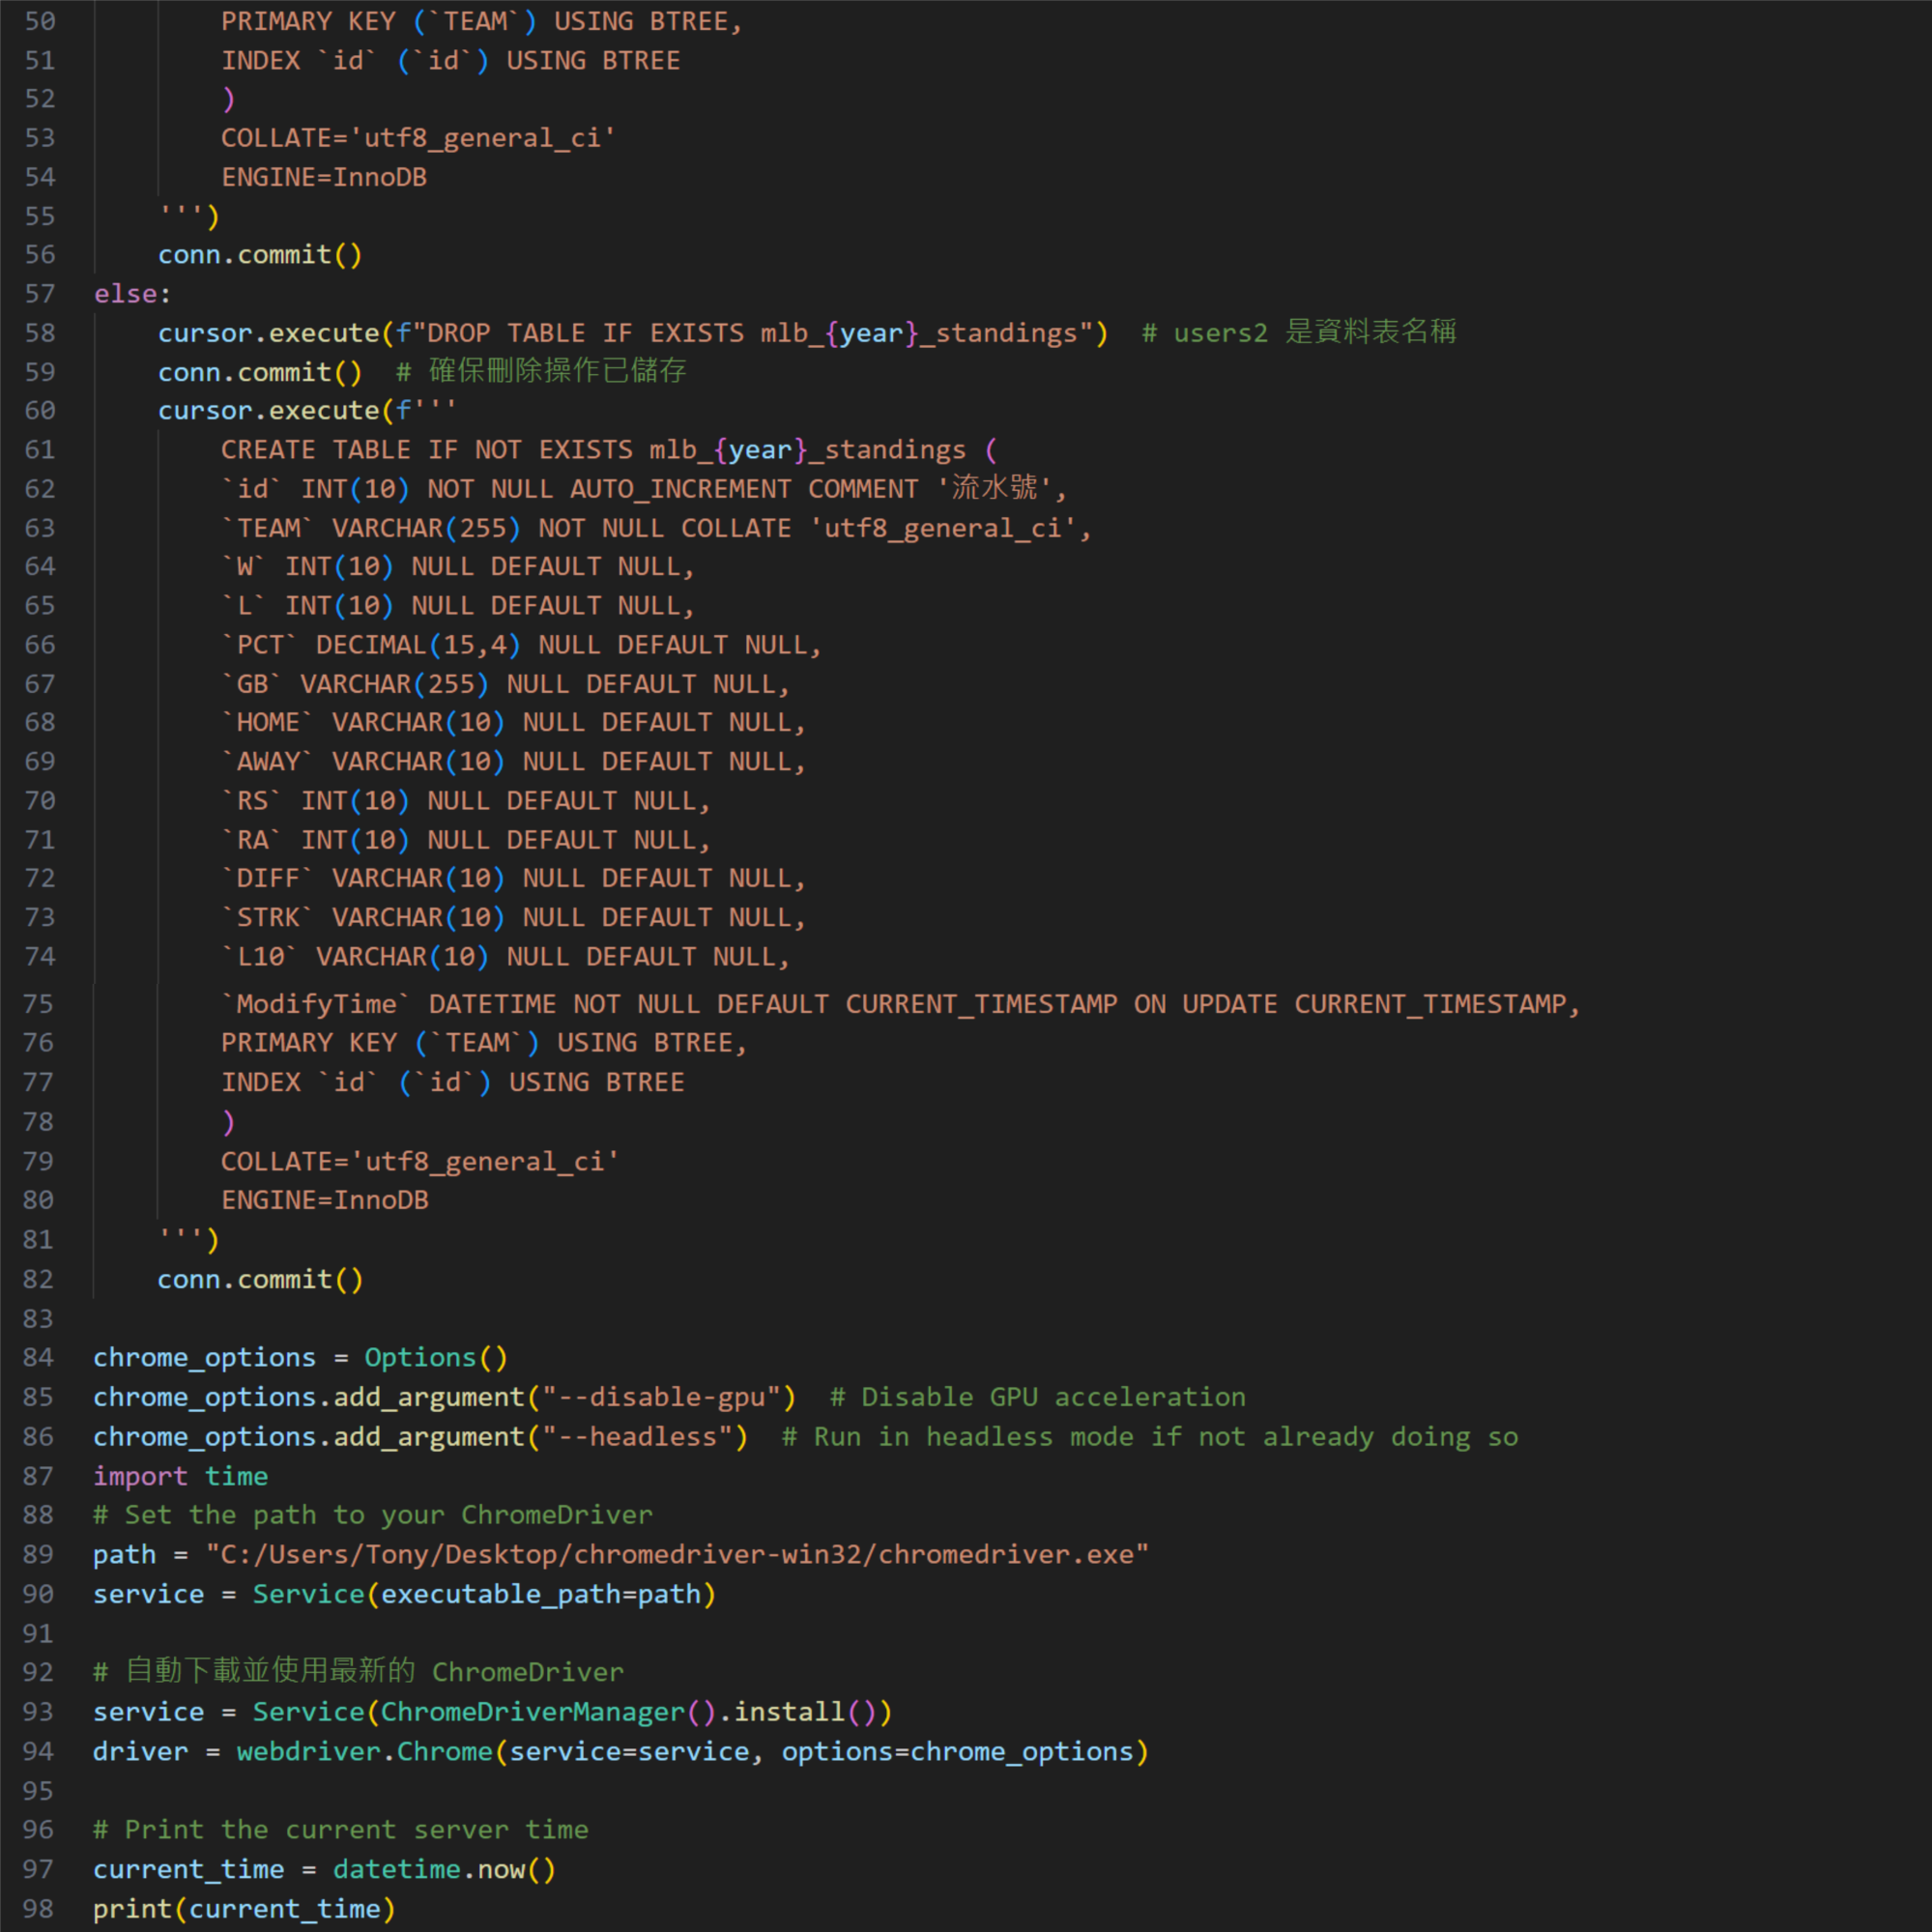 50 PRIMARY KEY (`TEAM`) USING BTREE,
51 INDEX `id` (`id`) USING BTREE
52 )
53 COLLATE='utf8_general_ci'
54 ENGINE=InnoDB
55 ''')
56 conn.commit()
57 else:
58 cursor.execute(f"DROP TABLE IF EXISTS mlb_{year}_standings") # users2 是資料表名稱
59 conn.commit() # 確保刪除操作已儲存
60 cursor.execute(f'''
61 CREATE TABLE IF NOT EXISTS mlb_{year}_standings (
62 `id` INT(10) NOT NULL AUTO_INCREMENT COMMENT '流水號',
63 `TEAM` VARCHAR(255) NOT NULL COLLATE 'utf8_general_ci',
64 `W` INT(10) NULL DEFAULT NULL,
65 `L` INT(10) NULL DEFAULT NULL,
66 `PCT` DECIMAL(15,4) NULL DEFAULT NULL,
67 `GB` VARCHAR(255) NULL DEFAULT NULL,
68 `HOME` VARCHAR(10) NULL DEFAULT NULL,
69 `AWAY` VARCHAR(10) NULL DEFAULT NULL,
70 `RS` INT(10) NULL DEFAULT NULL,
71 `RA` INT(10) NULL DEFAULT NULL,
72 `DIFF` VARCHAR(10) NULL DEFAULT NULL,
73 `STRK` VARCHAR(10) NULL DEFAULT NULL,
74 `L10` VARCHAR(10) NULL DEFAULT NULL,
75 `ModifyTime` DATETIME NOT NULL DEFAULT CURRENT_TIMESTAMP ON UPDATE CURRENT_TIMESTAMP,
76 PRIMARY KEY (`TEAM`) USING BTREE,
77 INDEX `id` (`id`) USING BTREE
78 )
79 COLLATE='utf8_general_ci'
80 ENGINE=InnoDB
81 ''')
82 conn.commit()
83
84 chrome_options = Options()
85 chrome_options.add_argument("--disable-gpu") # Disable GPU acceleration
86 chrome_options.add_argument("--headless") # Run in headless mode if not already doing so
87 import time
88 # Set the path to your ChromeDriver
89 path = "C:/Users/Tony/Desktop/chromedriver-win32/chromedriver.exe"
90 service = Service(executable_path=path)
91
92 # 自動下載並使用最新的 ChromeDriver
93 service = Service(ChromeDriverManager().install())
94 driver = webdriver.Chrome(service=service, options=chrome_options)
95
96 # Print the current server time
97 current_time = datetime.now()
98 print(current_time)